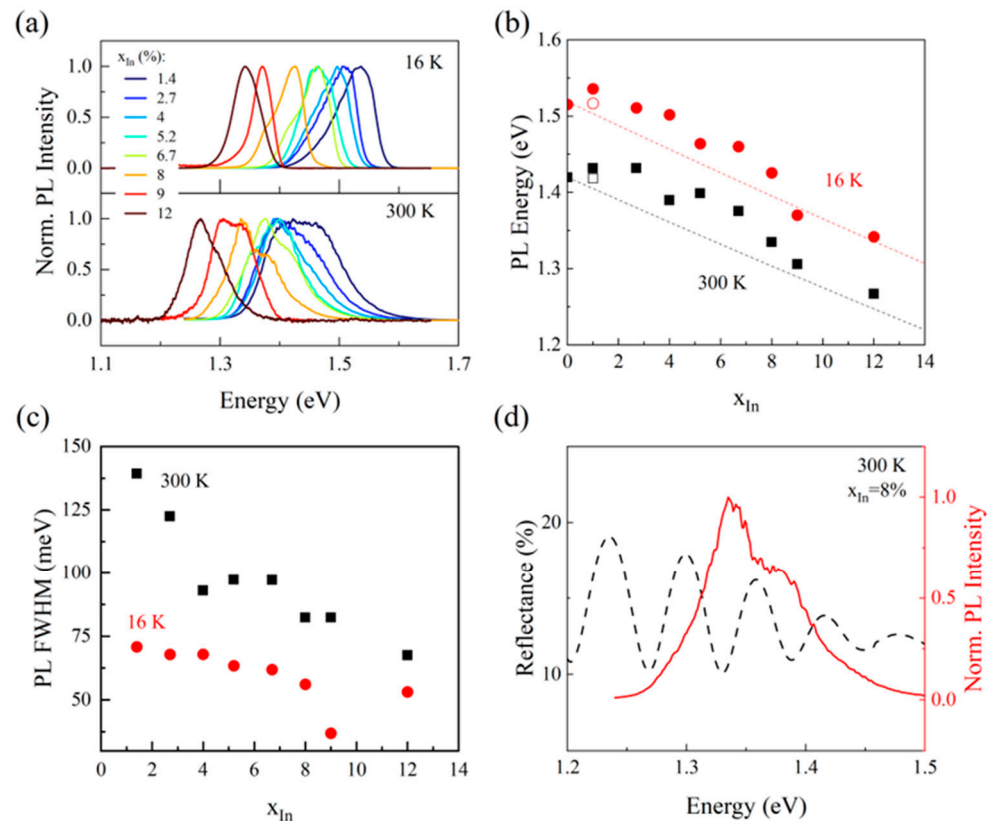 (a)
x_In (%):
1.4
2.7
4
5.2
6.7
8
9
12
16 K
300 K
1.0
0.5
0.0
1.0
0.5
0.0
Norm. PL Intensity
1.1 1.3 1.5 1.7
Energy (eV)
(b)
1.6
1.5
1.4
1.3
1.2
PL Energy (eV)
16 K
300 K
0 2 4 6 8 10 12 14
x_In
(c)
150
125
100
75
50
PL FWHM (meV)
300 K
16 K
0 2 4 6 8 10 12 14
x_In
(d)
300 K
x_In=8%
20
10
Reflectance (%)
1.0
0.5
0.0
Norm. PL Intensity
1.2 1.3 1.4 1.5
Energy (eV)